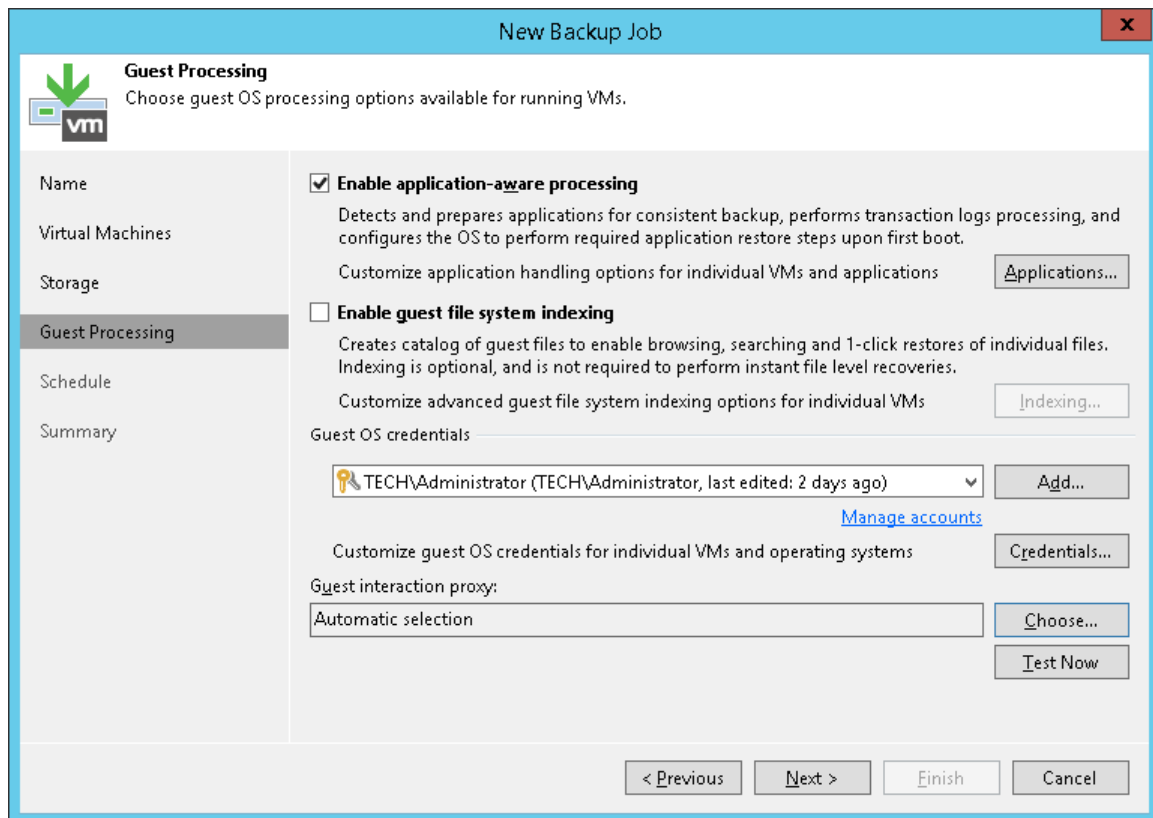 New Backup Job
x
Guest Processing
Choose guest OS processing options available for running VMs.
vm
Name
Virtual Machines
Storage
Guest Processing
Schedule
Summary
Enable application-aware processing
Detects and prepares applications for consistent backup, performs transaction logs processing, and
configures the OS to perform required application restore steps upon first boot.
Customize application handling options for individual VMs and applications
Applications...
Enable guest file system indexing
Creates catalog of guest files to enable browsing, searching and 1-click restores of individual files.
Indexing is optional, and is not required to perform instant file level recoveries.
Customize advanced guest file system indexing options for individual VMs
Indexing...
Guest OS credentials
TECH\Administrator (TECH\Administrator, last edited: 2 days ago)
Add...
Manage accounts
Customize guest OS credentials for individual VMs and operating systems
Credentials...
Guest interaction proxy:
Automatic selection
Choose...
Test Now
< Previous
Next >
Finish
Cancel